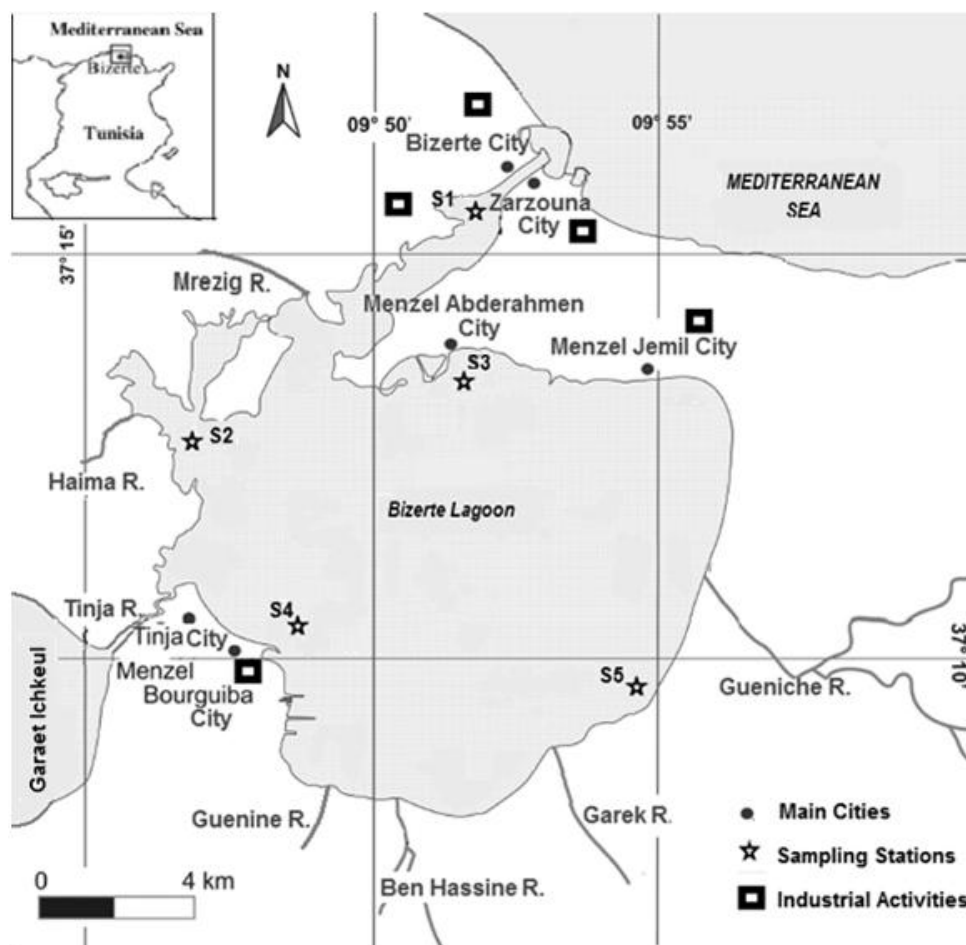 Mediterranean Sea
Bizerte
Tunisia
N
09° 50'
09° 55'
Bizerte City
MEDITERRANEAN
SEA
S1
Zarzouna
City
37° 15'
Mrezig R.
Menzel Abderahmen
City
Menzel Jemil City
S3
S2
Haima R.
Bizerte Lagoon
Tinja R.
S4
Tinja City
37° 10'
Menzel
Bourguiba
City
S5
Gueniche R.
Garaet Ichkeul
Guenine R.
Garek R.
Ben Hassine R.
Main Cities
Sampling Stations
Industrial Activities
0 4 km